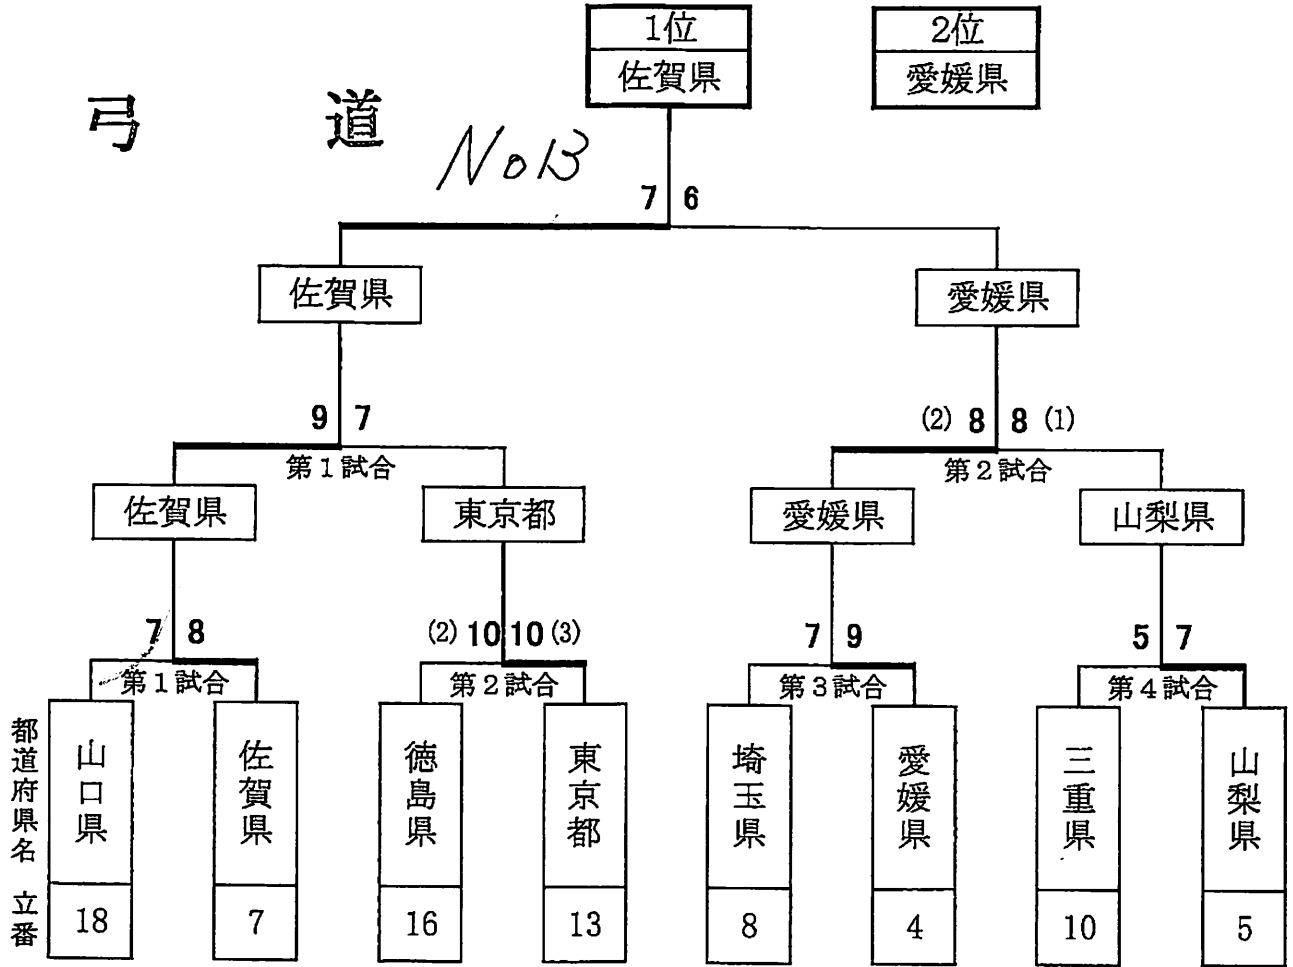 1位
佐賀県
2位
愛媛県
弓 道
No13
7 6
佐賀県
愛媛県
9 7
(2) 8 8 (1)
第1試合
第2試合
佐賀県
東京都
愛媛県
山梨県
7 8
(2) 10 10 (3)
7 9
5 7
第1試合
第2試合
第3試合
第4試合
都道府県名
山口県
佐賀県
徳島県
東京都
埼玉県
愛媛県
三重県
山梨県
立番
18
7
16
13
8
4
10
5